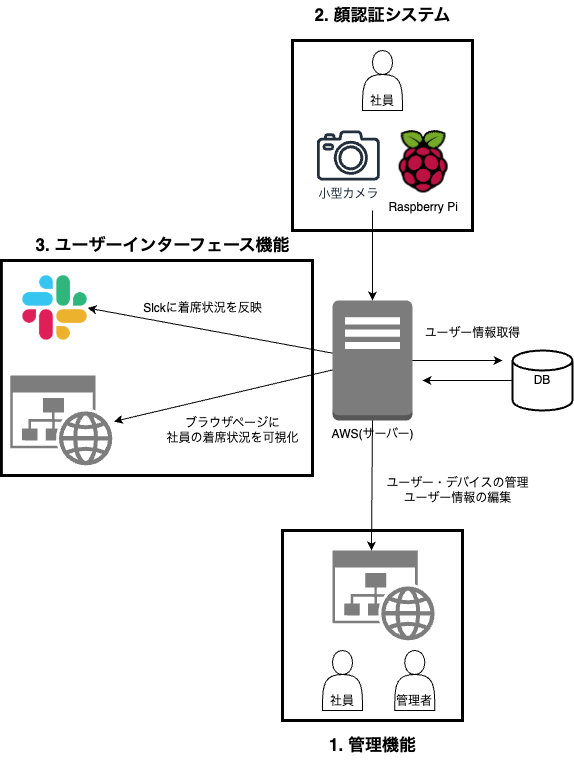 2. 顔認証システム
社員
小型カメラ
Raspberry Pi
3. ユーザーインターフェース機能
Slckに着席状況を反映
ユーザー情報取得
DB
ブラウザページに
社員の着席状況を可視化
AWS(サーバー)
ユーザー・デバイスの管理
ユーザー情報の編集
社員
管理者
1. 管理機能